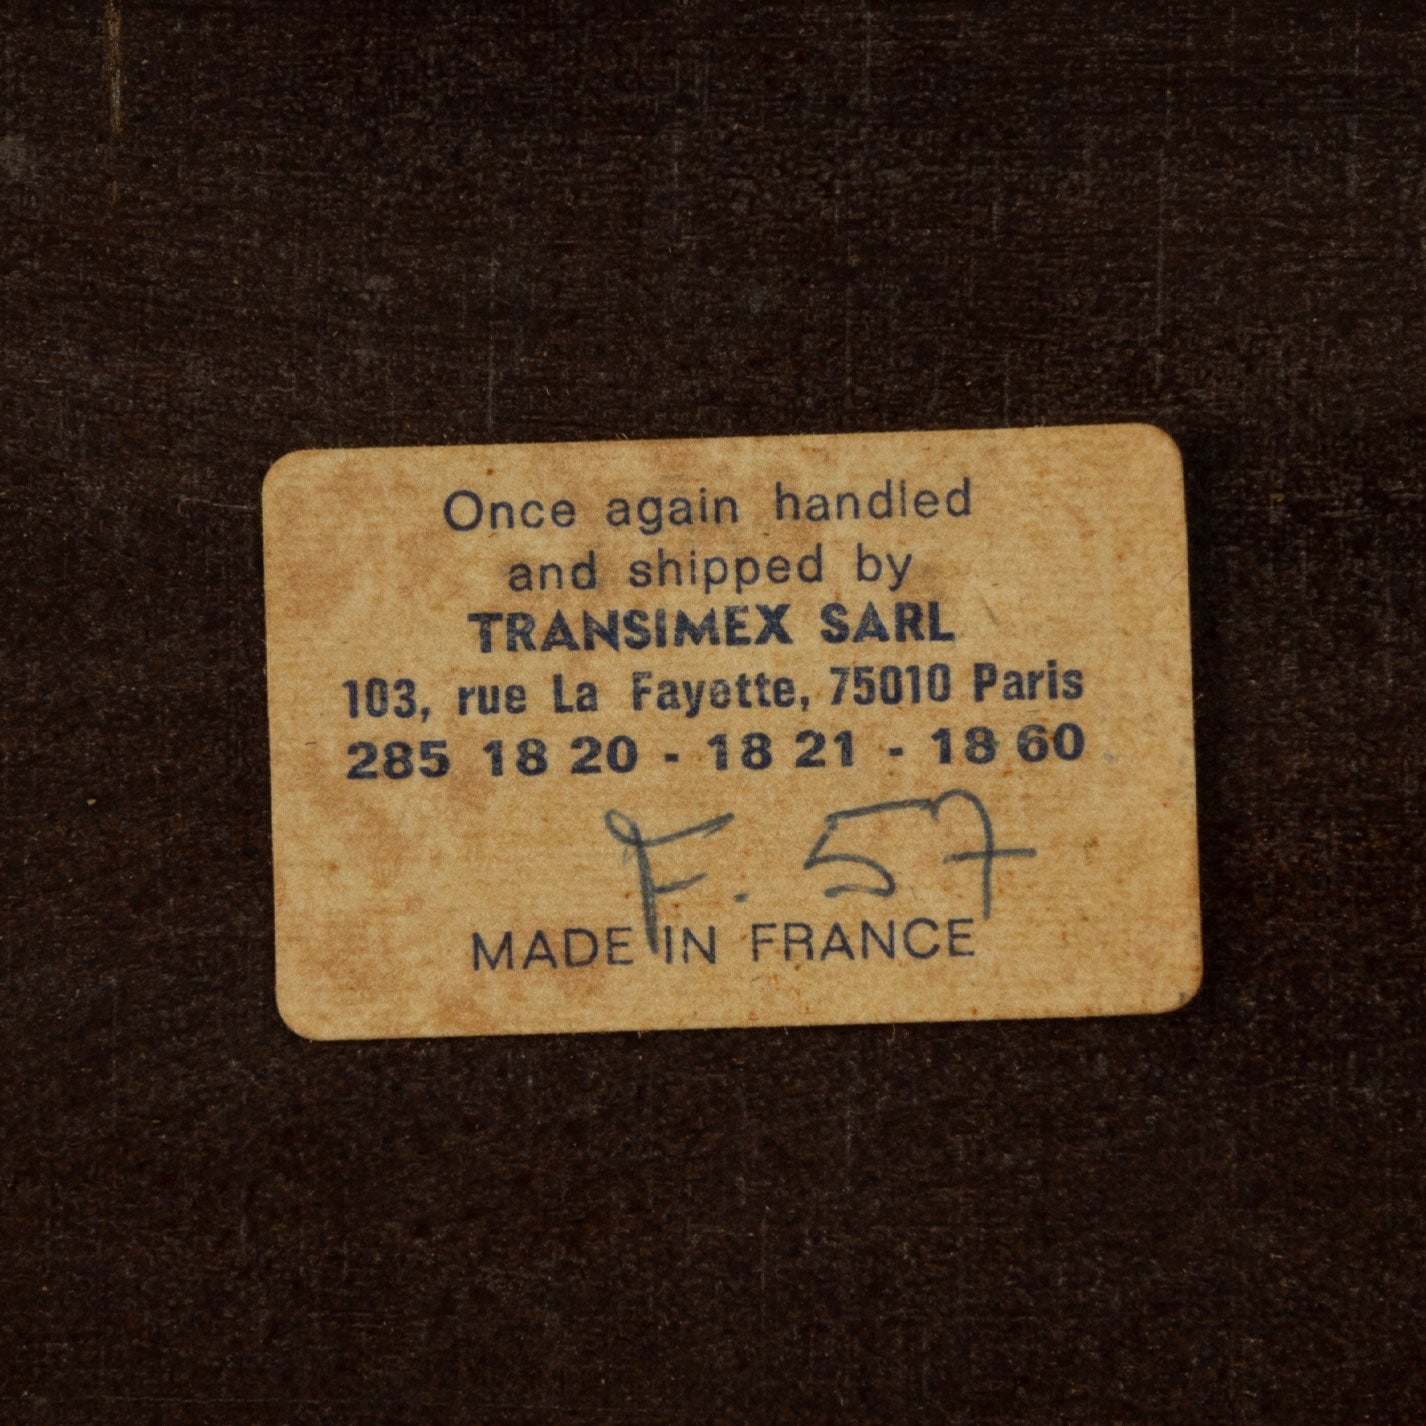 Once again handled
and shipped by
TRANSIMEX SARL
103, rue La Fayette, 75010 Paris
285 18 20 - 18 21 - 18 60
F. 57
MADE IN FRANCE